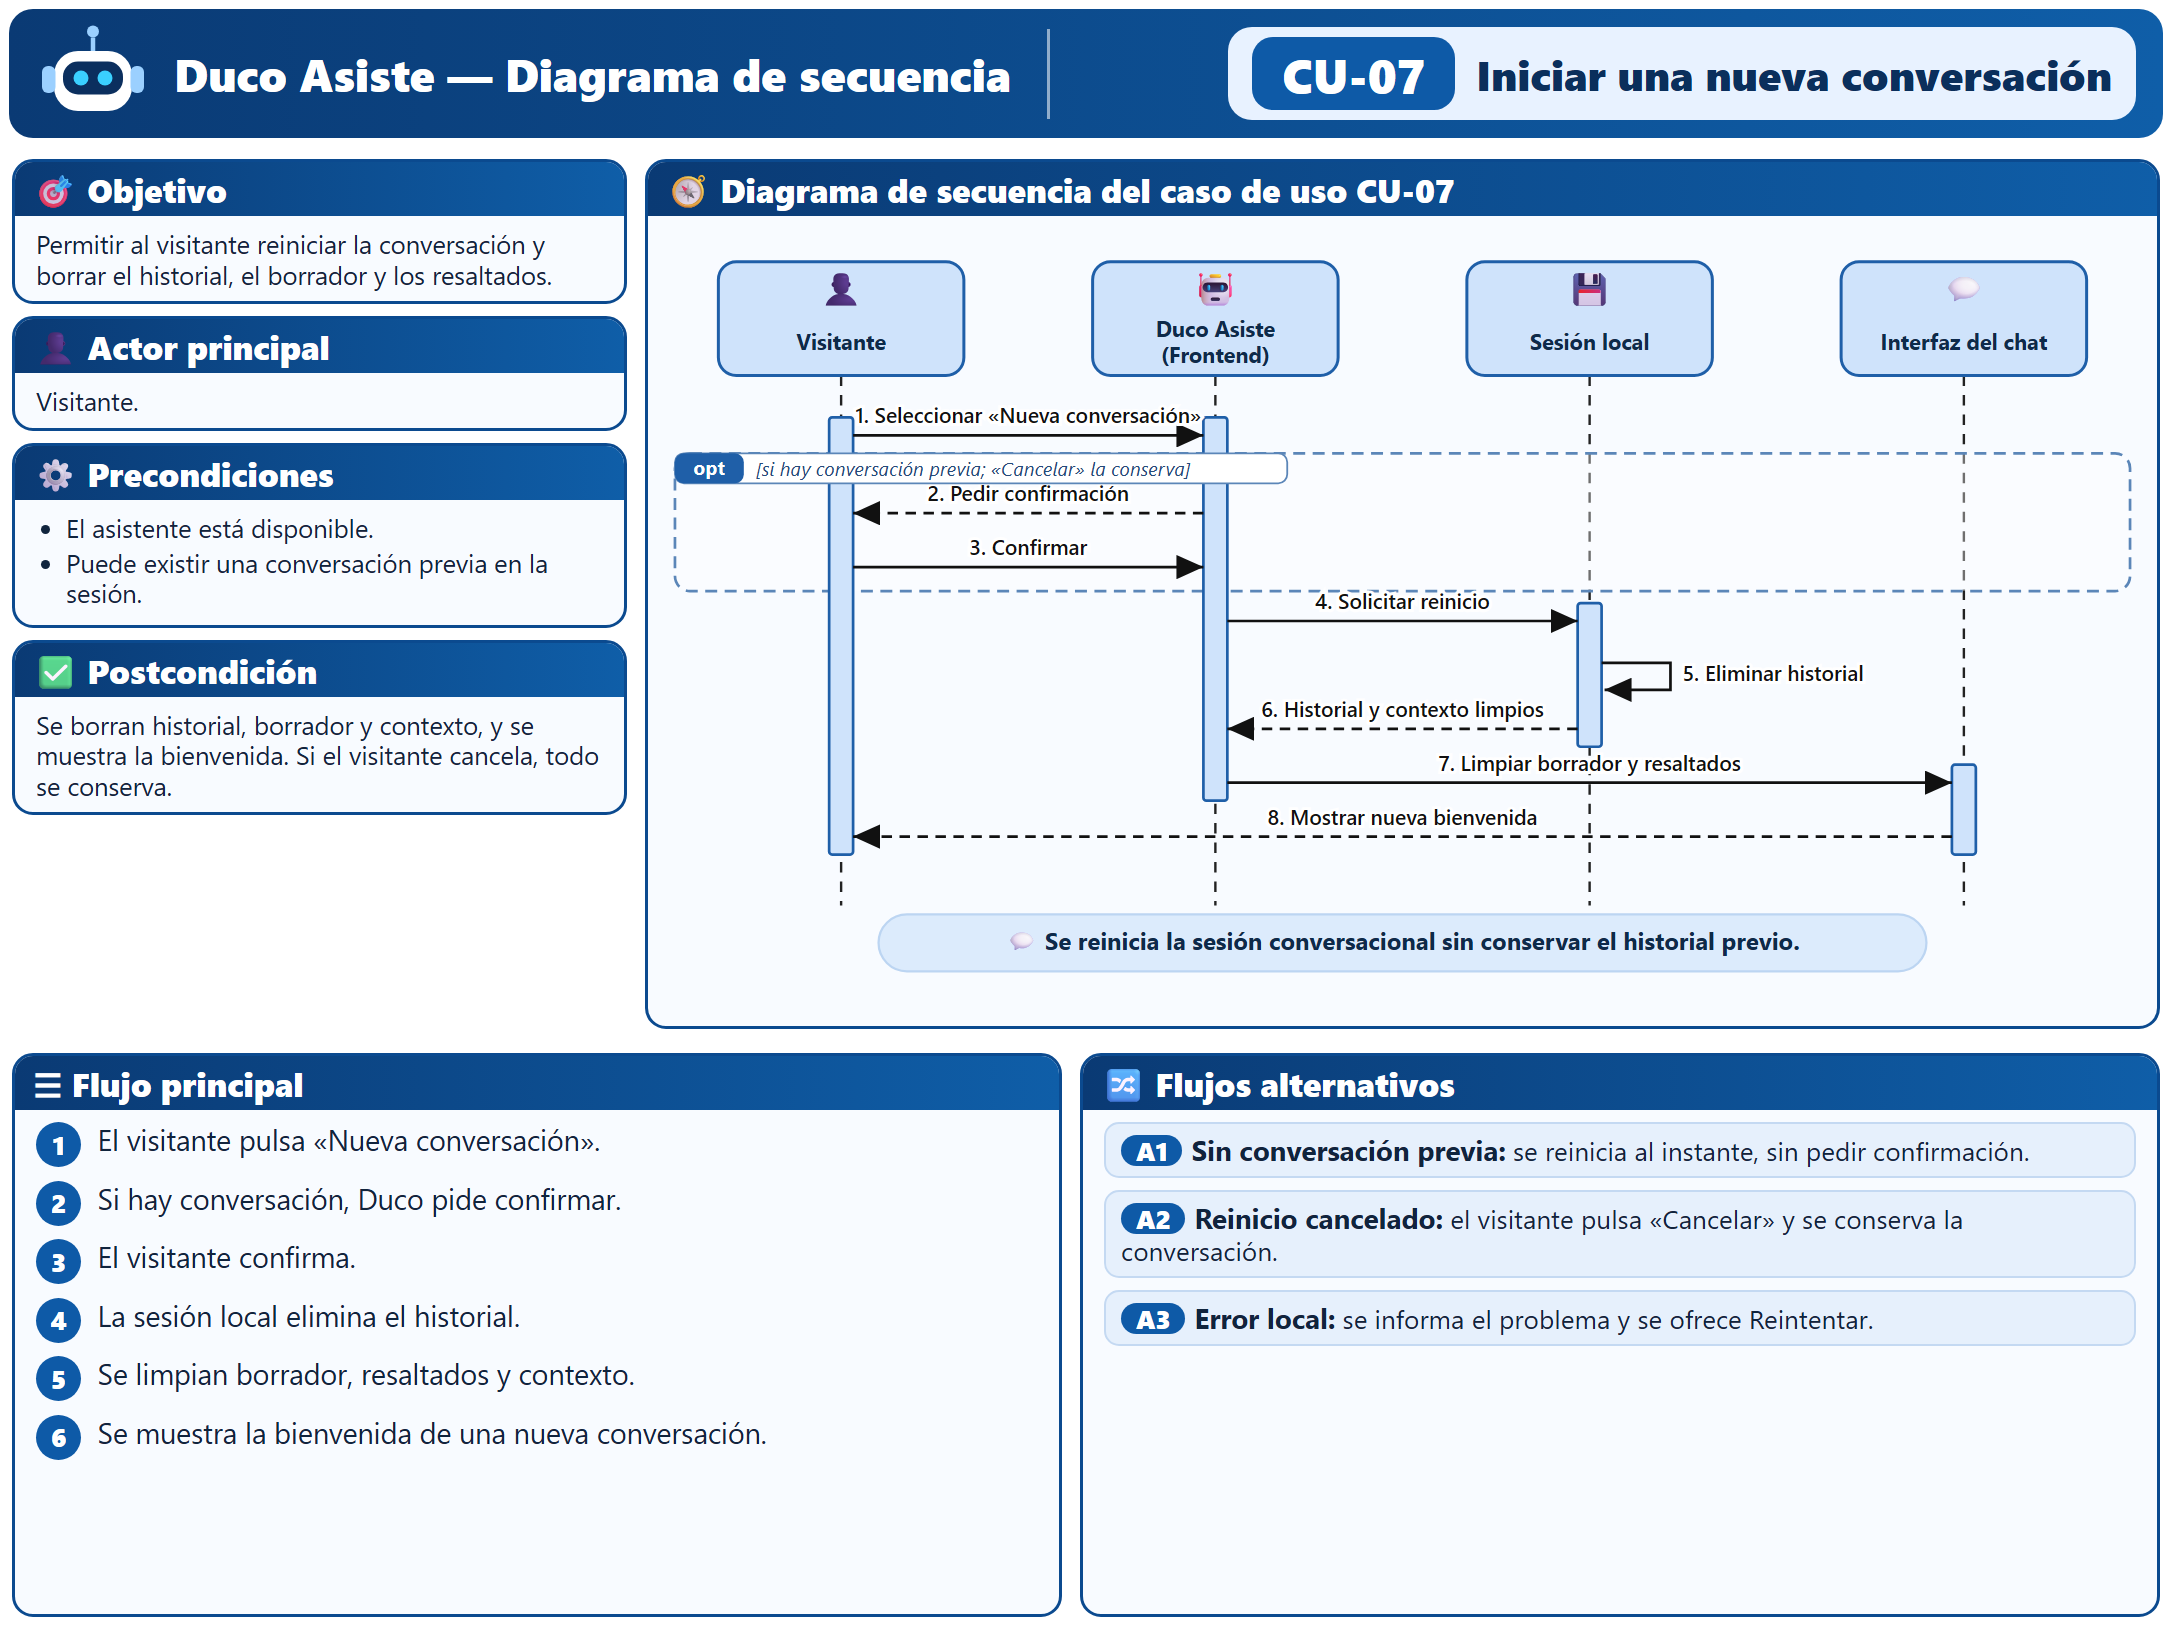 Duco Asiste — Diagrama de secuencia
CU-07 Iniciar una nueva conversación
Objetivo
Permitir al visitante reiniciar la conversación y
borrar el historial, el borrador y los resaltados.
Actor principal
Visitante.
Precondiciones
• El asistente está disponible.
• Puede existir una conversación previa en la
sesión.
Postcondición
Se borran historial, borrador y contexto, y se
muestra la bienvenida. Si el visitante cancela, todo
se conserva.
Diagrama de secuencia del caso de uso CU-07
Visitante
Duco Asiste
(Frontend)
Sesión local
Interfaz del chat
1. Seleccionar «Nueva conversación»
opt [si hay conversación previa; «Cancelar» la conserva]
2. Pedir confirmación
3. Confirmar
4. Solicitar reinicio
5. Eliminar historial
6. Historial y contexto limpios
7. Limpiar borrador y resaltados
8. Mostrar nueva bienvenida
Se reinicia la sesión conversacional sin conservar el historial previo.
Flujo principal
1 El visitante pulsa «Nueva conversación».
2 Si hay conversación, Duco pide confirmar.
3 El visitante confirma.
4 La sesión local elimina el historial.
5 Se limpian borrador, resaltados y contexto.
6 Se muestra la bienvenida de una nueva conversación.
Flujos alternativos
A1 Sin conversación previa: se reinicia al instante, sin pedir confirmación.
A2 Reinicio cancelado: el visitante pulsa «Cancelar» y se conserva la
conversación.
A3 Error local: se informa el problema y se ofrece Reintentar.